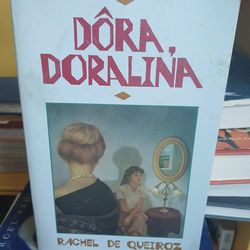 DÔRA,
DORALINA
RACHEL DE QUEIROZ